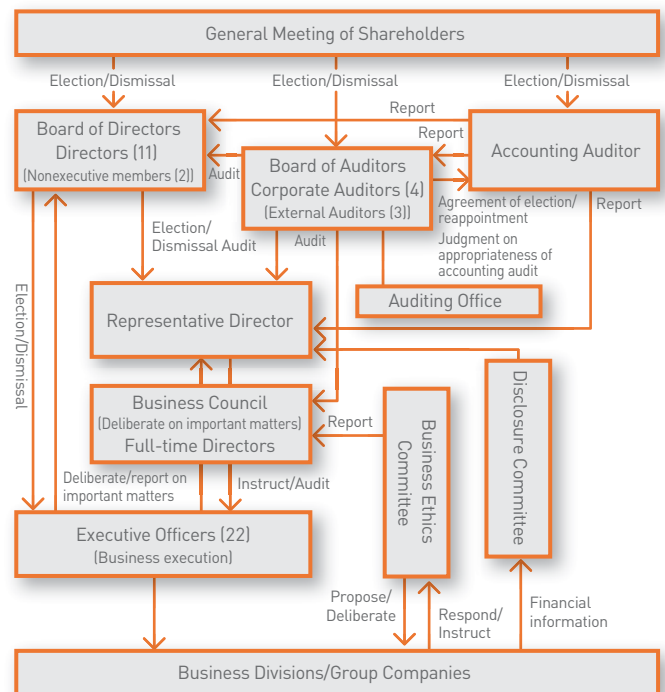 General Meeting of Shareholders
Election/Dismissal
Election/Dismissal
Election/Dismissal
Board of Directors
Directors (11)
(Nonexecutive members (2))
Report
Report
Audit
Board of Auditors
Corporate Auditors (4)
(External Auditors (3))
Accounting Auditor
Agreement of election/
reappointment
Report
Judgment on
appropriateness of
accounting audit
Election/
Dismissal Audit
Audit
Auditing Office
Election/Dismissal
Representative Director
Business Council
(Deliberate on important matters)
Full-time Directors
Report
Business Ethics
Committee
Disclosure Committee
Deliberate/report on
important matters
Instruct/Audit
Executive Officers (22)
(Business execution)
Propose/
Deliberate
Respond/
Instruct
Financial
information
Business Divisions/Group Companies